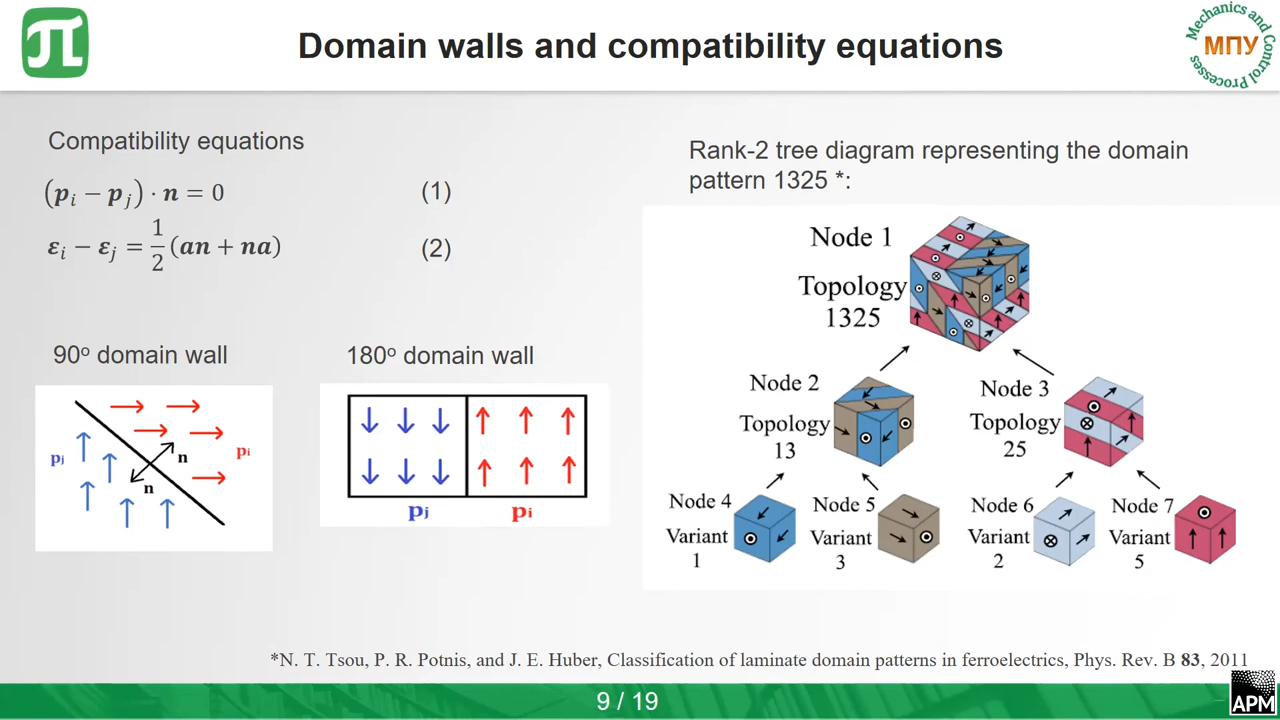 Domain walls and compatibility equations
Mechanics and Control Processes
МПУ
Compatibility equations
(p_i − p_j) · n = 0 (1)
ε_i − ε_j = 1/2 (an + na) (2)
90° domain wall
180° domain wall
p_j
p_i
n
n
p_j
p_i
Rank-2 tree diagram representing the domain
pattern 1325 *:
Node 1
Topology
1325
Node 2
Topology
13
Node 3
Topology
25
Node 4
Variant
1
Node 5
Variant
3
Node 6
Variant
2
Node 7
Variant
5
*N. T. Tsou, P. R. Potnis, and J. E. Huber, Classification of laminate domain patterns in ferroelectrics, Phys. Rev. B 83, 2011
9 / 19
APM